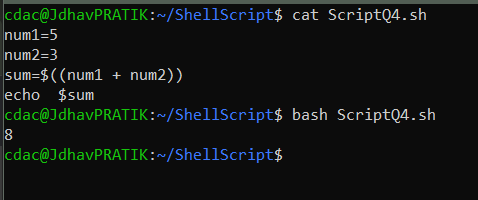 cdac@JdhavPRATIK:~/ShellScript$ cat ScriptQ4.sh
num1=5
num2=3
sum=$((num1 + num2))
echo  $sum
cdac@JdhavPRATIK:~/ShellScript$ bash ScriptQ4.sh
8
cdac@JdhavPRATIK:~/ShellScript$